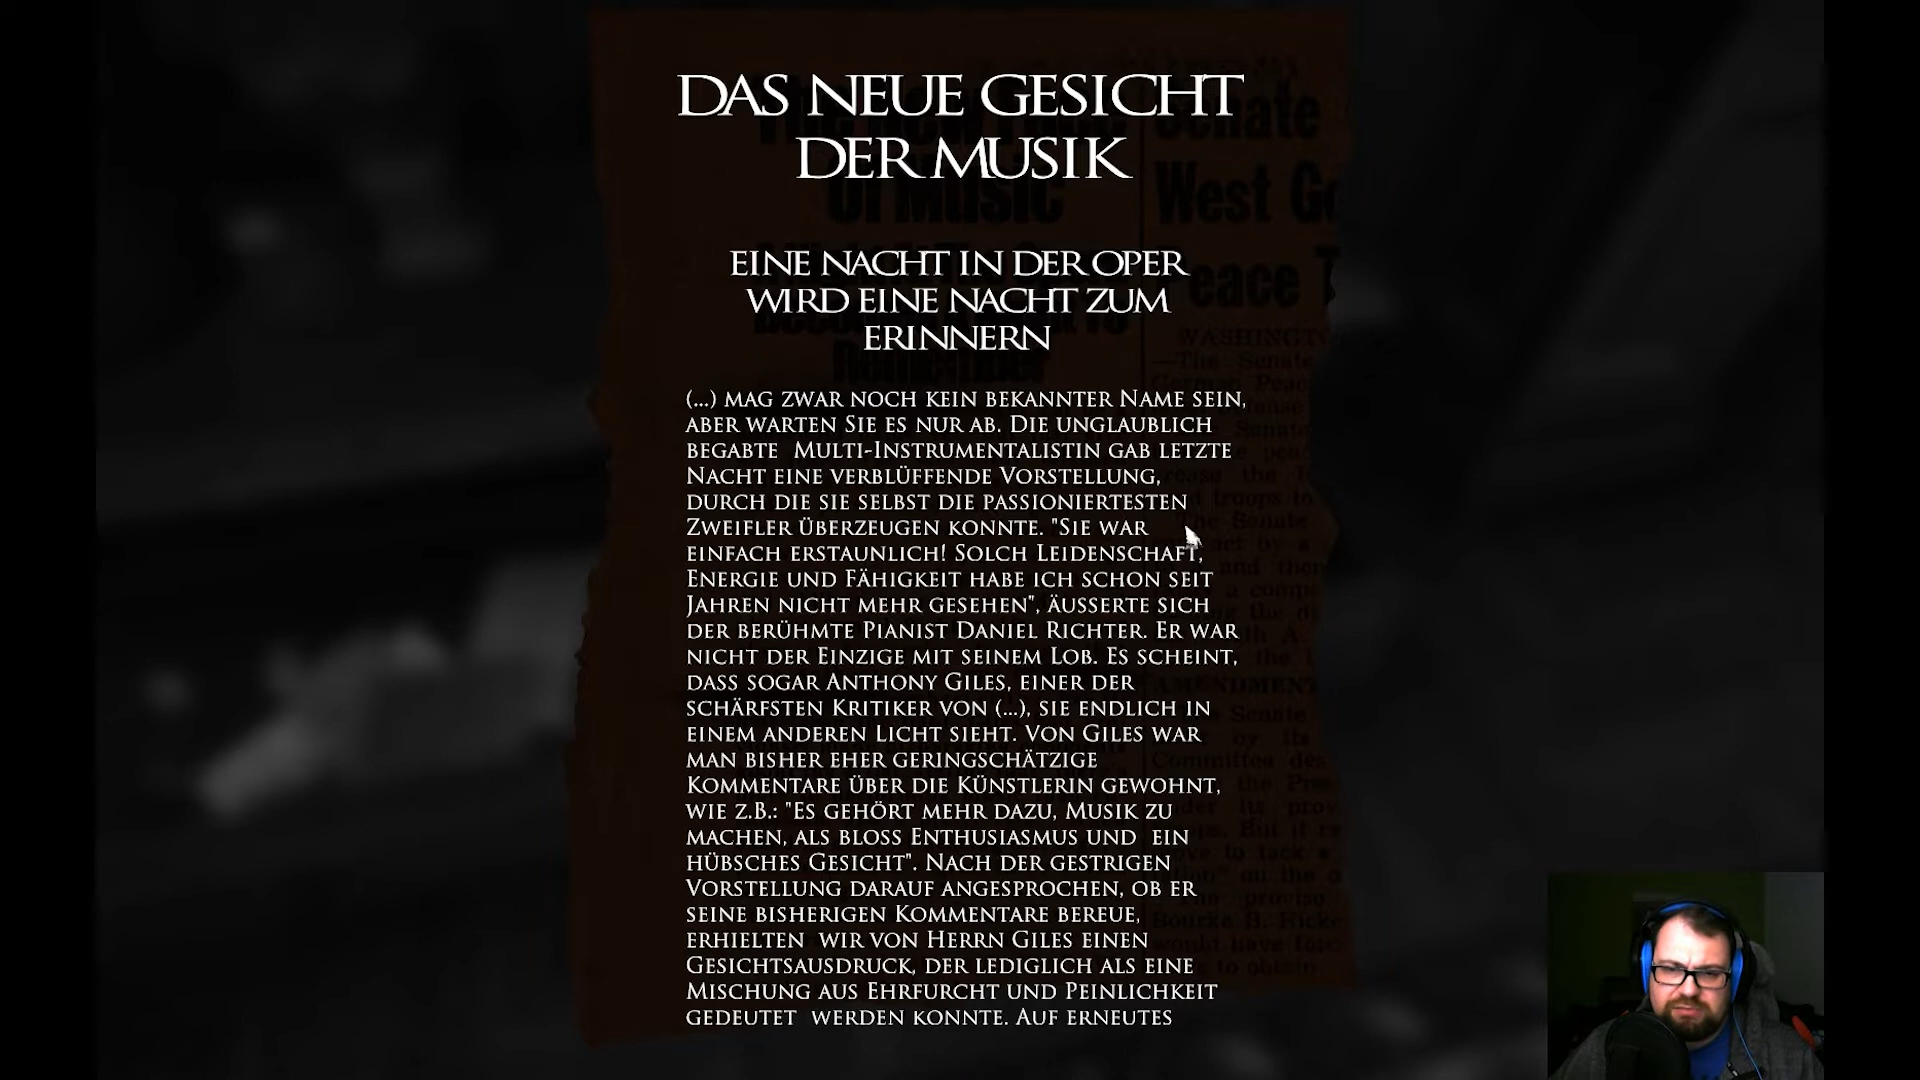 DAS NEUE GESICHT
DER MUSIK
EINE NACHT IN DER OPER
WIRD EINE NACHT ZUM
ERINNERN
(...) MAG ZWAR NOCH KEIN BEKANNTER NAME SEIN,
ABER WARTEN SIE ES NUR AB. DIE UNGLAUBLICH
BEGABTE MULTI-INSTRUMENTALISTIN GAB LETZTE
NACHT EINE VERBLÜFFENDE VORSTELLUNG,
DURCH DIE SIE SELBST DIE PASSIONIERTESTEN
ZWEIFLER ÜBERZEUGEN KONNTE. "SIE WAR
EINFACH ERSTAUNLICH! SOLCH LEIDENSCHAFT,
ENERGIE UND FÄHIGKEIT HABE ICH SCHON SEIT
JAHREN NICHT MEHR GESEHEN", ÄUSSERTE SICH
DER BERÜHMTE PIANIST DANIEL RICHTER. ER WAR
NICHT DER EINZIGE MIT SEINEM LOB. ES SCHEINT,
DASS SOGAR ANTHONY GILES, EINER DER
SCHÄRFSTEN KRITIKER VON (...), SIE ENDLICH IN
EINEM ANDEREN LICHT SIEHT. VON GILES WAR
MAN BISHER EHER GERINGSCHÄTZIGE
KOMMENTARE ÜBER DIE KÜNSTLERIN GEWOHNT,
WIE Z.B.: "ES GEHÖRT MEHR DAZU, MUSIK ZU
MACHEN, ALS BLOSS ENTHUSIASMUS UND EIN
HÜBSCHES GESICHT". NACH DER GESTRIGEN
VORSTELLUNG DARAUF ANGESPROCHEN, OB ER
SEINE BISHERIGEN KOMMENTARE BEREUE,
ERHIELTEN WIR VON HERRN GILES EINEN
GESICHTSAUSDRUCK, DER LEDIGLICH ALS EINE
MISCHUNG AUS EHRFURCHT UND PEINLICHKEIT
GEDEUTET WERDEN KONNTE. AUF ERNEUTES
Senate
West
Peace